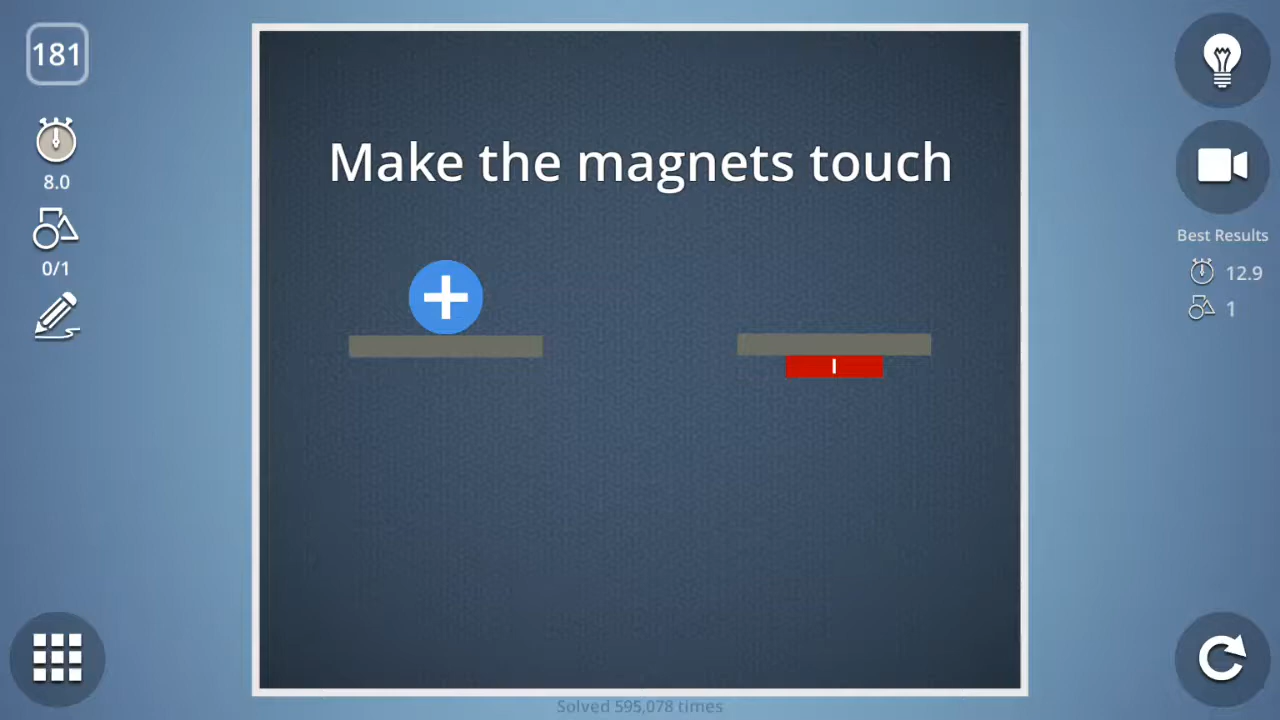 181
Make the magnets touch
8.0
0/1
Best Results
12.9
1
+
Solved 595,078 times